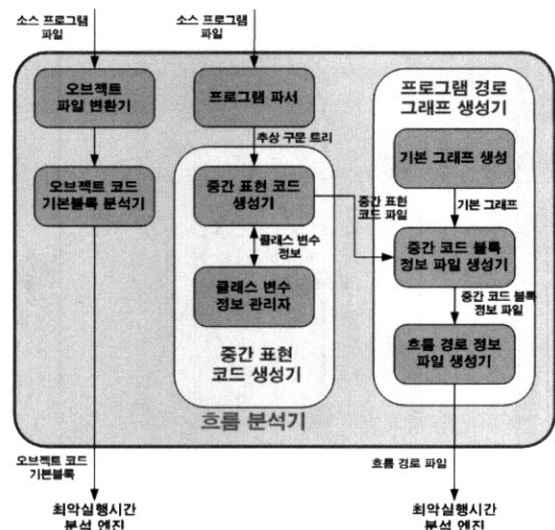 소스 프로그램
파일
소스 프로그램
파일
오브젝트
파일 변환기
프로그램 파서
프로그램 경로
그래프 생성기
추상 구문 트리
기본 그래프 생성
오브젝트 코드
기본블록 분석기
중간 표현 코드
생성기
중간 표현
코드 파일
기본 그래프
클래스 변수
정보
중간 코드 블록
정보 파일 생성기
클래스 변수
정보 관리자
중간 코드 블록
정보 파일
중간 표현
코드 생성기
흐름 경로 정보
파일 생성기
흐름 분석기
오브젝트 코드
기본블록
흐름 경로 파일
최악실행시간
분석 엔진
최악실행시간
분석 엔진